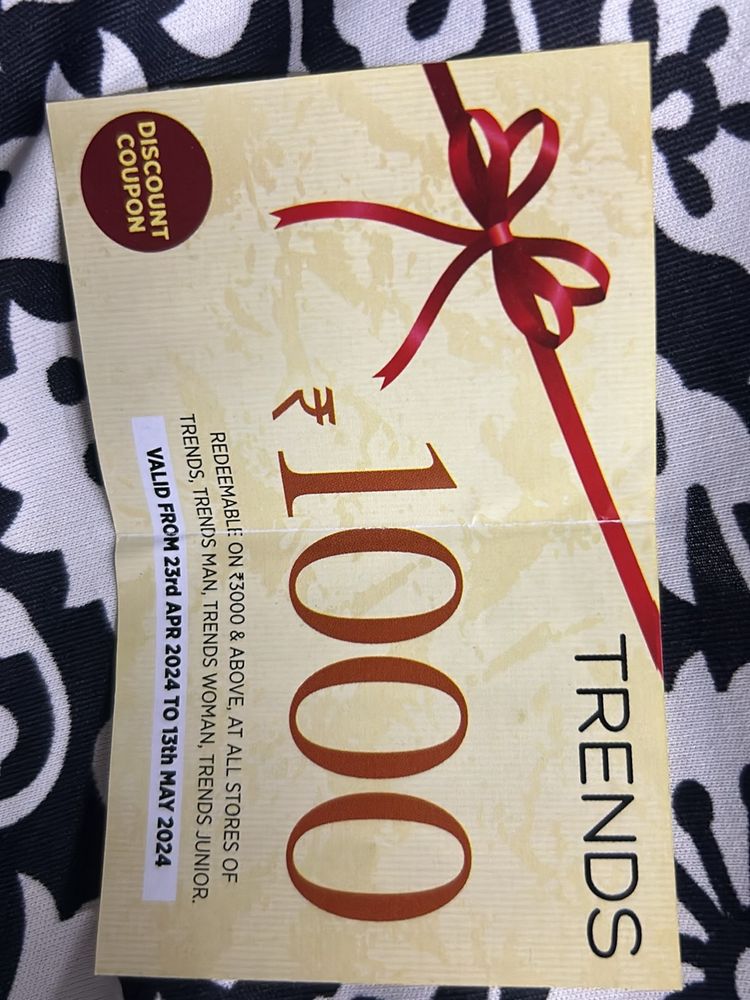 TRENDS
DISCOUNT
COUPON
₹1000
REDEEMABLE ON ₹3000 & ABOVE, AT ALL STORES OF
TRENDS, TRENDS MAN, TRENDS WOMAN, TRENDS JUNIOR.
VALID FROM 23rd APR 2024 TO 13th MAY 2024